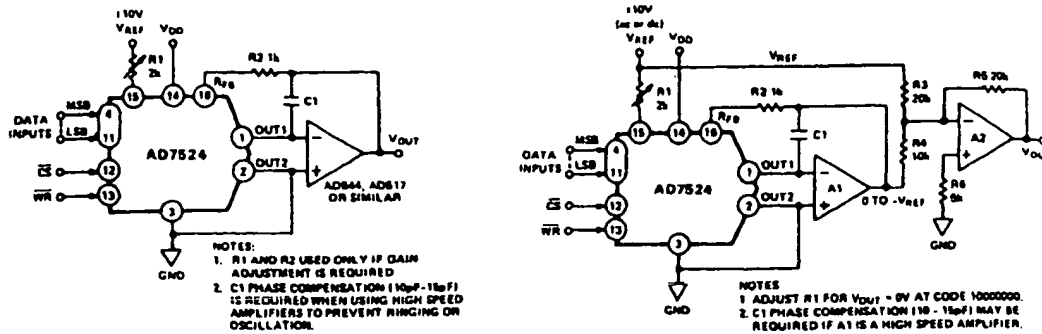 ±10V
VREF
VDD
R1
2k
RFB
R2 1k
C1
15
14
16
DATA
INPUTS
MSB
LSB
4
11
CS
12
WR
13
AD7524
1
OUT1
2
OUT2
3
GND
VOUT
AD644, AD517
OR SIMILAR
NOTES:
1. R1 AND R2 USED ONLY IF GAIN
ADJUSTMENT IS REQUIRED
2. C1 PHASE COMPENSATION (10pF-15pF)
IS REQUIRED WHEN USING HIGH SPEED
AMPLIFIERS TO PREVENT RINGING OR
OSCILLATION.
±10V
(ac or dc)
VREF
VDD
VREF
R1
2k
RFB
R2 1k
C1
15
14
16
DATA
INPUTS
MSB
LSB
4
11
CS
12
WR
13
AD7524
1
OUT1
2
OUT2
3
GND
A1
0 TO -VREF
R3
20k
R4
10k
R5 20k
A2
R6
5k
GND
NOTES
1 ADJUST R1 FOR VOUT = 0V AT CODE 10000000.
2. C1 PHASE COMPENSATION (10 - 15pF) MAY BE
REQUIRED IF A1 IS A HIGH SPEED AMPLIFIER.